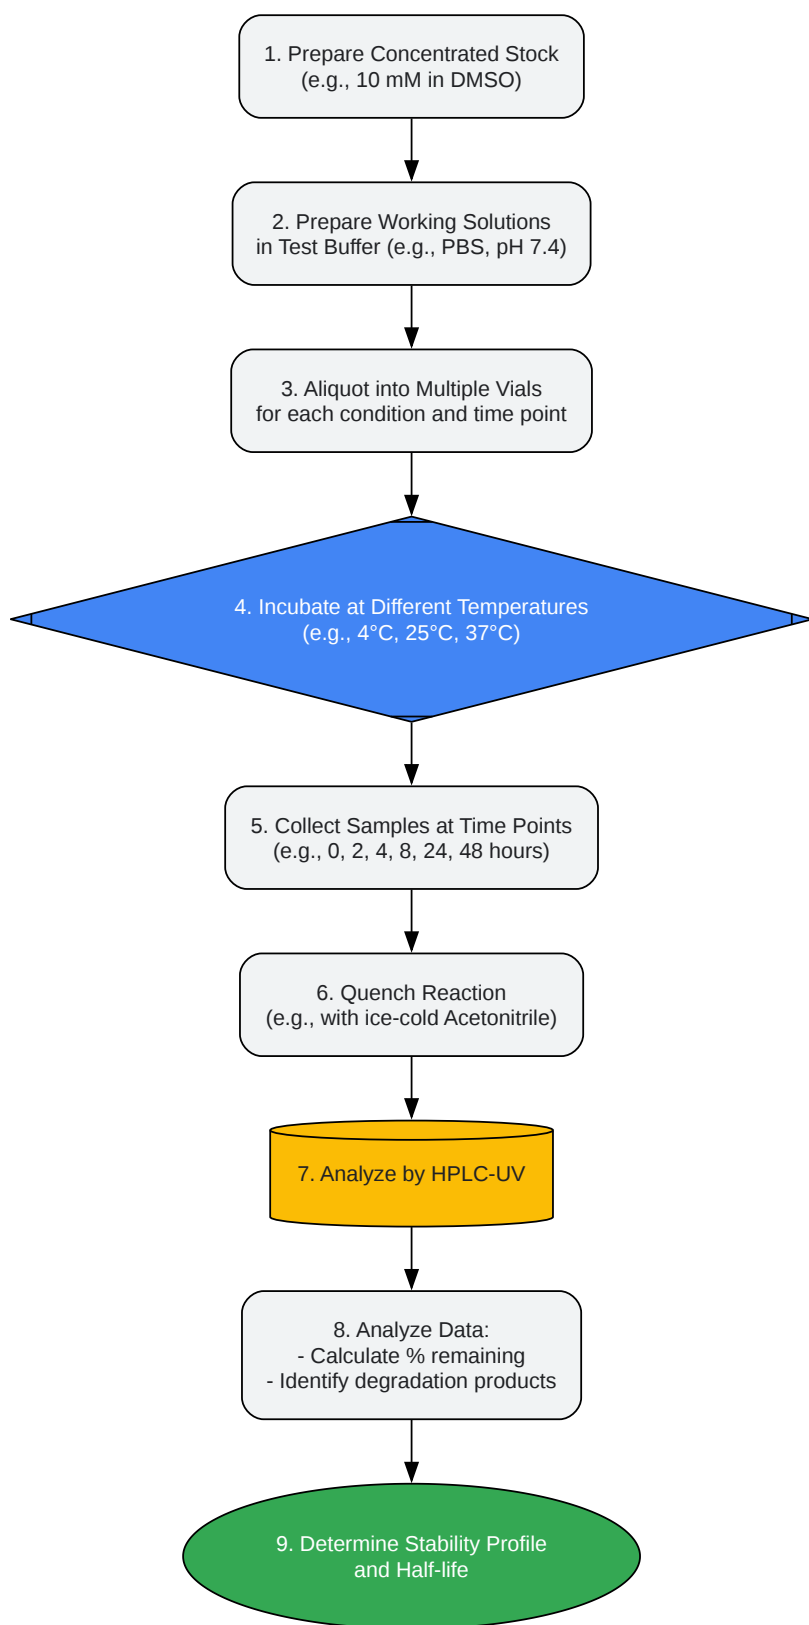 1. Prepare Concentrated Stock
(e.g., 10 mM in DMSO)
2. Prepare Working Solutions
in Test Buffer (e.g., PBS, pH 7.4)
3. Aliquot into Multiple Vials
for each condition and time point
4. Incubate at Different Temperatures
(e.g., 4°C, 25°C, 37°C)
5. Collect Samples at Time Points
(e.g., 0, 2, 4, 8, 24, 48 hours)
6. Quench Reaction
(e.g., with ice-cold Acetonitrile)
7. Analyze by HPLC-UV
8. Analyze Data:
- Calculate % remaining
- Identify degradation products
9. Determine Stability Profile
and Half-life